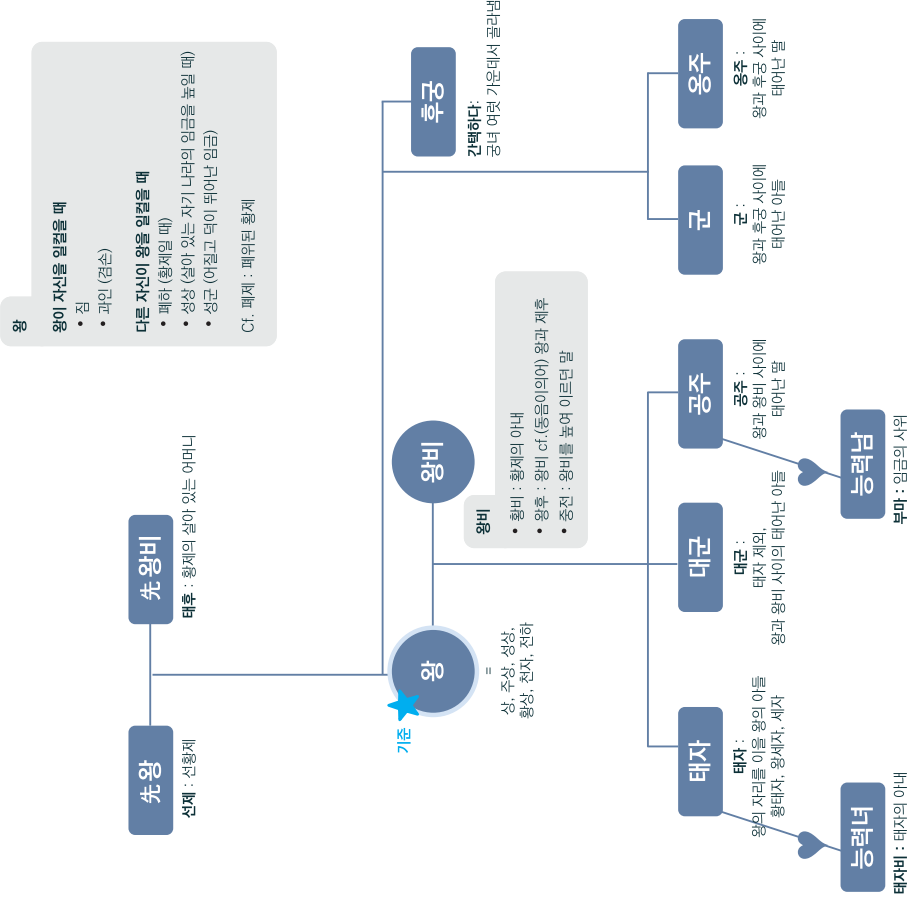 先왕
선제 : 선황제
先왕비
태후 : 황제의 살아 있는 어머니
왕
왕이 자신을 일컬을 때
• 짐
• 과인 (겸손)
다른 자신이 왕을 일컬을 때
• 폐하 (황제일 때)
• 성상 (살아 있는 자기 나라의 임금을 높일 때)
• 성군 (어질고 덕이 뛰어난 임금)
Cf. 폐제 : 폐위된 황제
기준
왕
=
상, 주상, 성상,
황상, 천자, 전하
왕비
왕비
• 황비 : 황제의 아내
• 왕후 : 왕비 cf.(동음이의어) 왕과 제후
• 중전 : 왕비를 높여 이르던 말
후궁
간택하다:
궁녀 여럿 가운데서 골라냄
태자
태자 :
왕의 자리를 이을 왕의 아들
황태자, 왕세자, 세자
대군
대군 :
태자 제외,
왕과 왕비 사이의 태어난 아들
공주
공주 :
왕과 왕비 사이에
태어난 딸
군
군 :
왕과 후궁 사이에
태어난 아들
옹주
옹주 :
왕과 후궁 사이에
태어난 딸
능력녀
태자비 : 태자의 아내
능력남
부마 : 임금의 사위